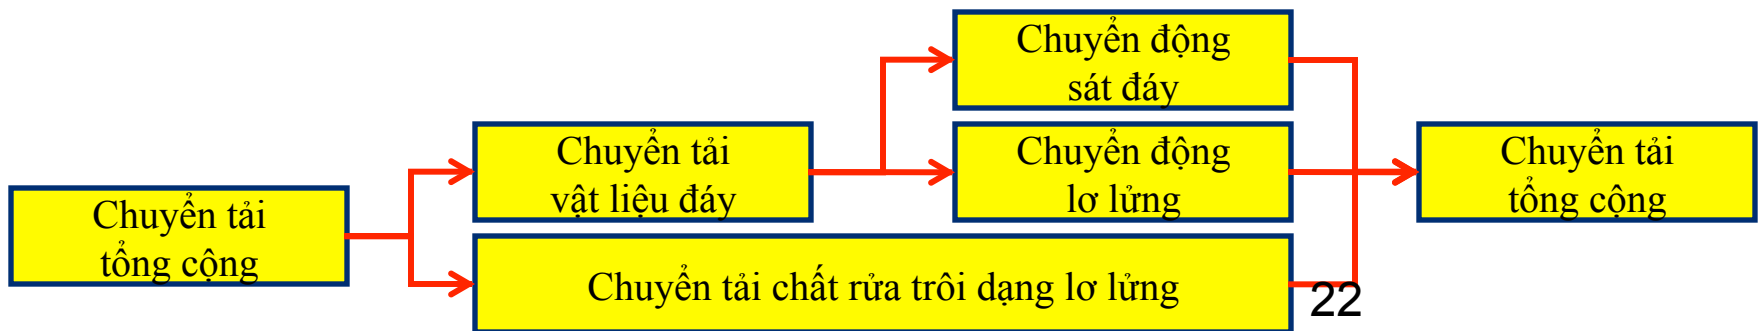 Chuyển động
sát đáy
Chuyển tải
vật liệu đáy
Chuyển động
lơ lửng
Chuyển tải
tổng cộng
Chuyển tải
tổng cộng
Chuyển tải chất rửa trôi dạng lơ lửng
22